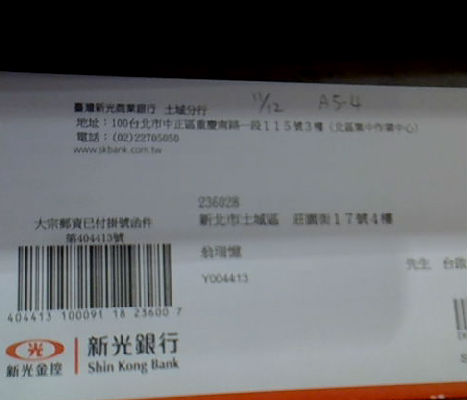 臺灣新光商業銀行 土城分行
11/12 A5-4
地址：100台北市中正區重慶南路一段115號3樓（北區集中作業中心）
電話：(02)22705050
www.skbank.com.tw
236028
新北市土城區 莊園街17號4樓
大宗郵資已付掛號函件
第404413號
Y0044413
先生 台啟
404413 100091 18 23600 7
光
新光金控
新光銀行
Shin Kong Bank